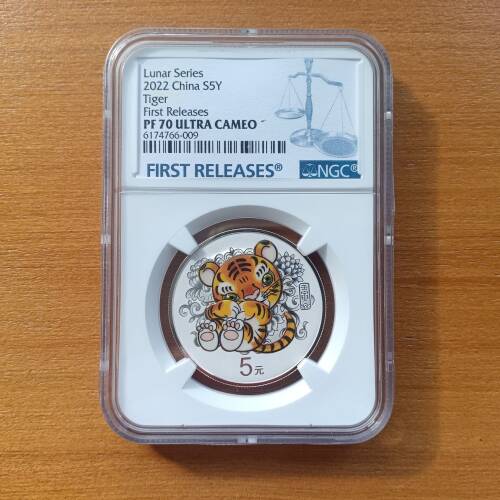 Lunar Series
2022 China S5Y
Tiger
First Releases
PF 70 ULTRA CAMEO
6174766-009
FIRST RELEASES®
NGC®
5元